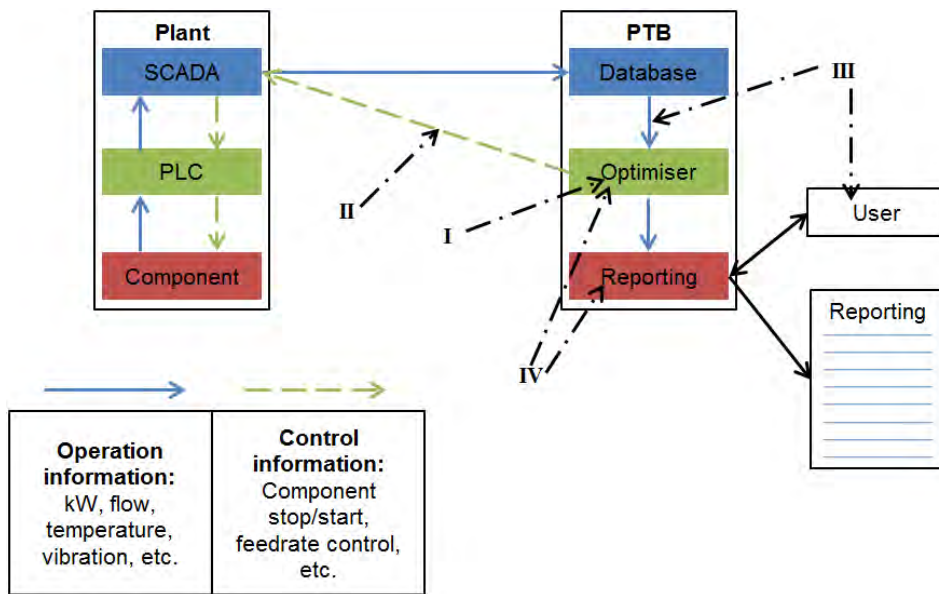 Plant
SCADA
PLC
Component
PTB
Database
Optimiser
Reporting
I
II
III
IV
User
Reporting
Operation
information:
kW, flow,
temperature,
vibration, etc.
Control
information:
Component
stop/start,
feedrate control,
etc.